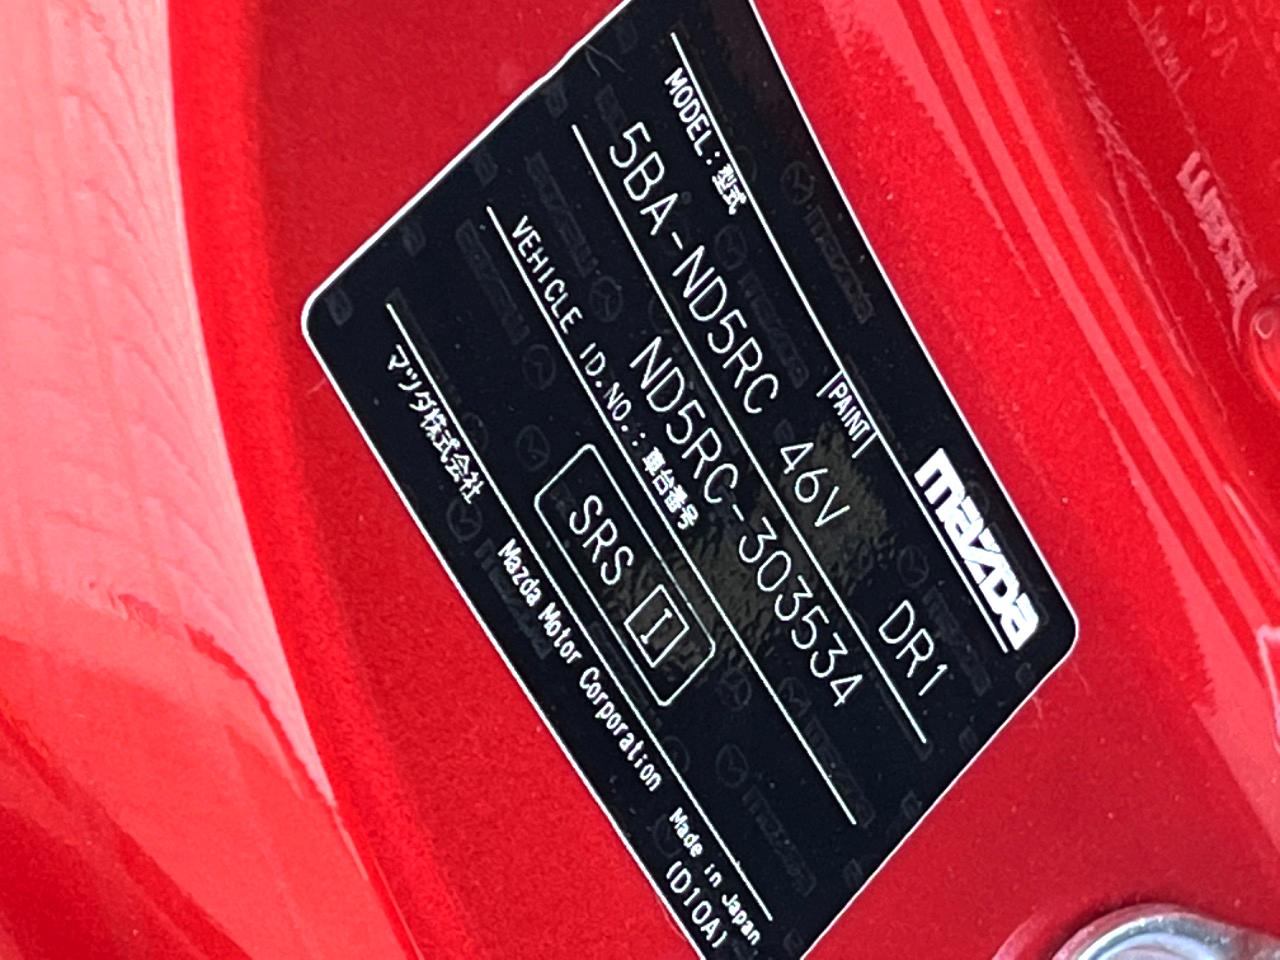 mazda
MODEL:型式
PAINT
5BA-ND5RC 46V DR1
VEHICLE ID.NO.:車台番号
ND5RC-303534
SRS I
マツダ株式会社 Mazda Motor Corporation Made in Japan
(D10A)